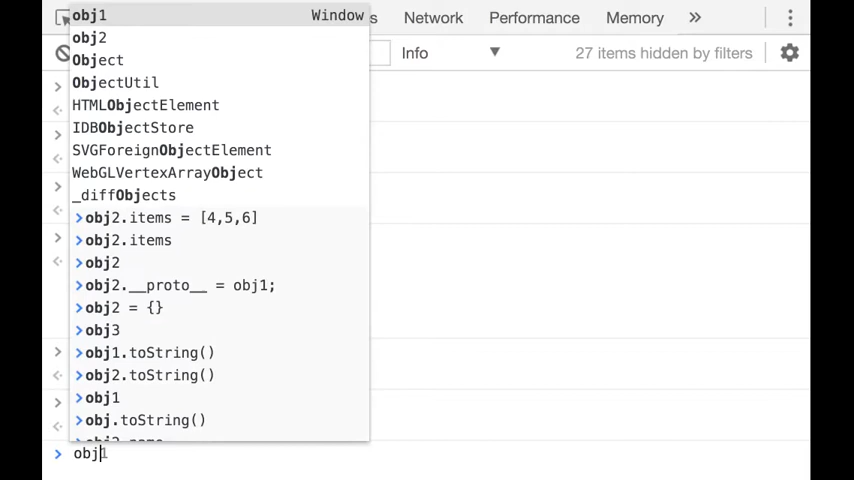 obj1 Window
s Network Application Memory »
obj2
Info ▼ 27 items hidden by filters
Object
ObjectUtil
HTMLObjectElement
IDBObjectStore
SVGForeignObjectElement
WebGLVertexArrayObject
_diffObjects
>obj2.items = [4,5,6]
>obj2.items
>obj2
>obj2.__proto__ = obj1;
>obj2 = {}
>obj3
>obj1.toString()
>obj2.toString()
>obj1
>obj.toString()
> obj1